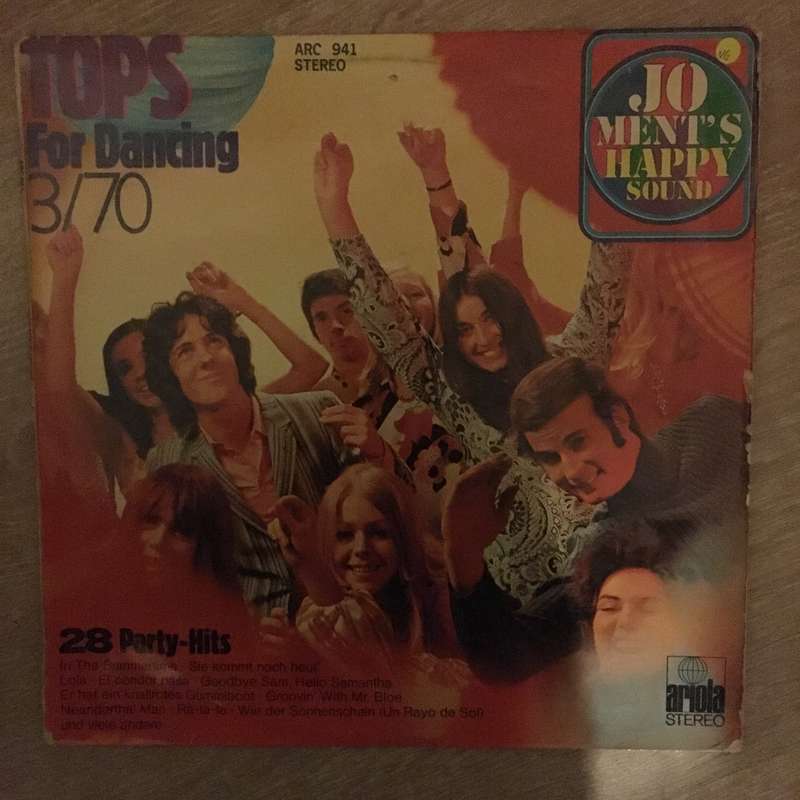 TOPS
For Dancing
3/70
ARC 941
STEREO
VG
JO
MENT'S
HAPPY
SOUND
28 Party-Hits
In The Summertime · Sie kommt noch heut'
Lola · El condor pasa · Goodbye Sam, Hello Samantha
Er hat ein knallrotes Gummiboot · Groovin' With Mr. Bloe
Neanderthal Man · Ra-ta-ta · Wie der Sonnenschein (Un Rayo de Sol)
und viele andere
ariola
STEREO